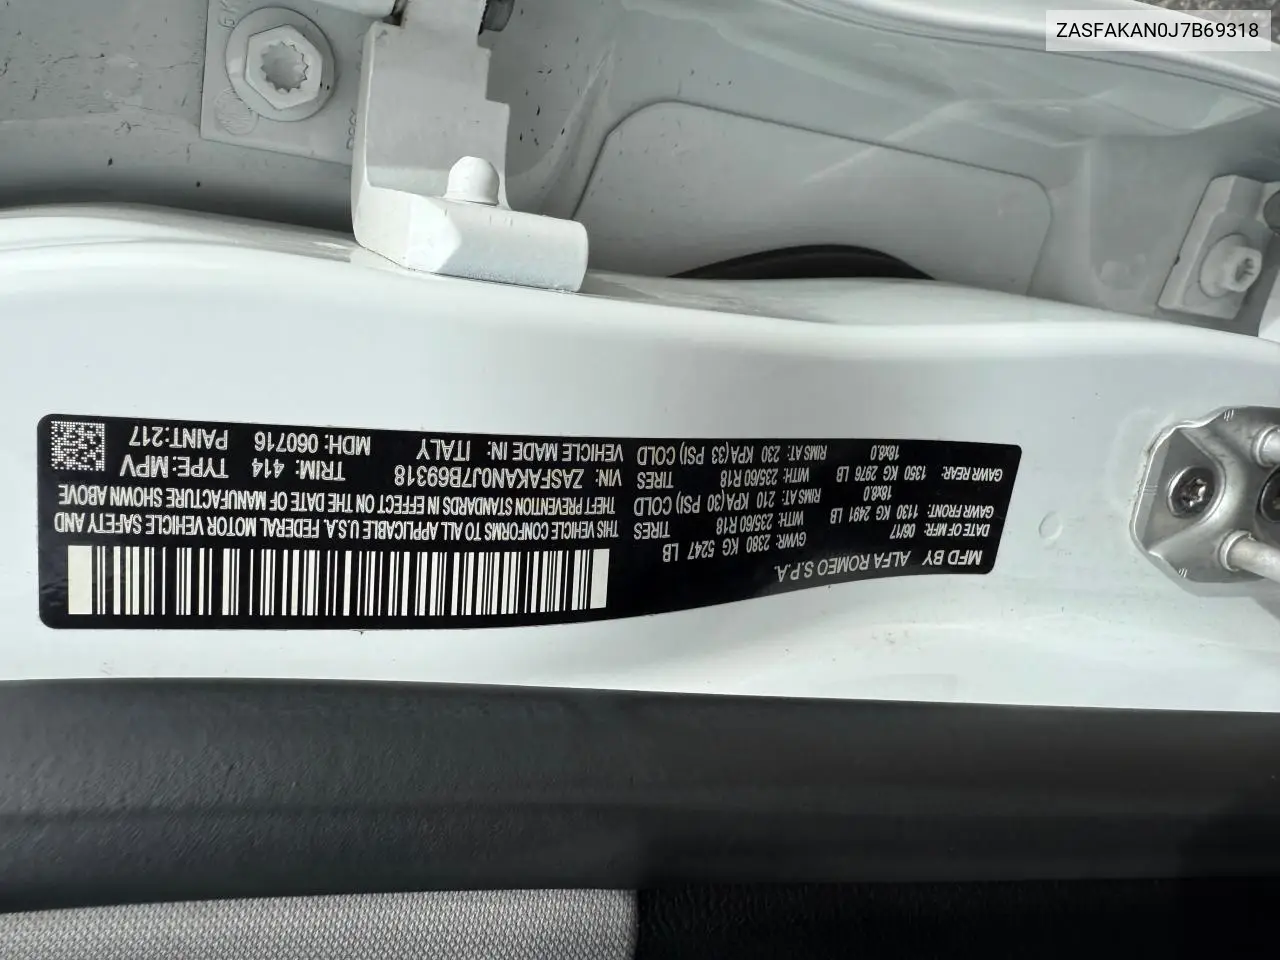 ZASFAKAN0J7B69318
MFD BY ALFA ROMEO S.P.A.
DATE OF MFR: 06/17 GVWR: 2380 KG 5247 LB
GAWR FRONT: 1130 KG 2491 LB WITH: 235/60 R18 TIRES
18x8.0 RIMS AT: 210 KPA(30 PSI) COLD
GAWR REAR: 1350 KG 2976 LB WITH: 235/60 R18 TIRES
18x8.0 RIMS AT: 230 KPA(33 PSI) COLD
THIS VEHICLE CONFORMS TO ALL APPLICABLE U.S.A. FEDERAL MOTOR VEHICLE SAFETY AND
THEFT PREVENTION STANDARDS IN EFFECT ON THE DATE OF MANUFACTURE SHOWN ABOVE
VIN: ZASFAKAN0J7B69318 TRIM: 414 TYPE: MPV
VEHICLE MADE IN: ITALY MDH: 060716 PAINT: 217